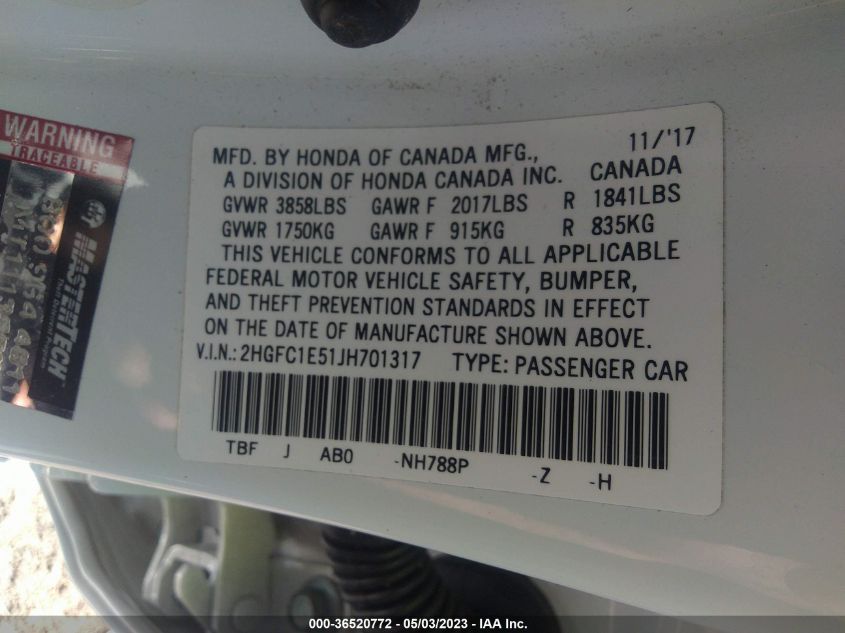 WARNING
TRACEABLE
MASTERTECH
11/'17
MFD. BY HONDA OF CANADA MFG.,
A DIVISION OF HONDA CANADA INC. CANADA
GVWR 3858LBS GAWR F 2017LBS R 1841LBS
GVWR 1750KG GAWR F 915KG R 835KG
THIS VEHICLE CONFORMS TO ALL APPLICABLE
FEDERAL MOTOR VEHICLE SAFETY, BUMPER,
AND THEFT PREVENTION STANDARDS IN EFFECT
ON THE DATE OF MANUFACTURE SHOWN ABOVE.
V.I.N.: 2HGFC1E51JH701317 TYPE: PASSENGER CAR
TBF J AB0 -NH788P -Z -H
000-36520772 - 05/03/2023 - IAA Inc.